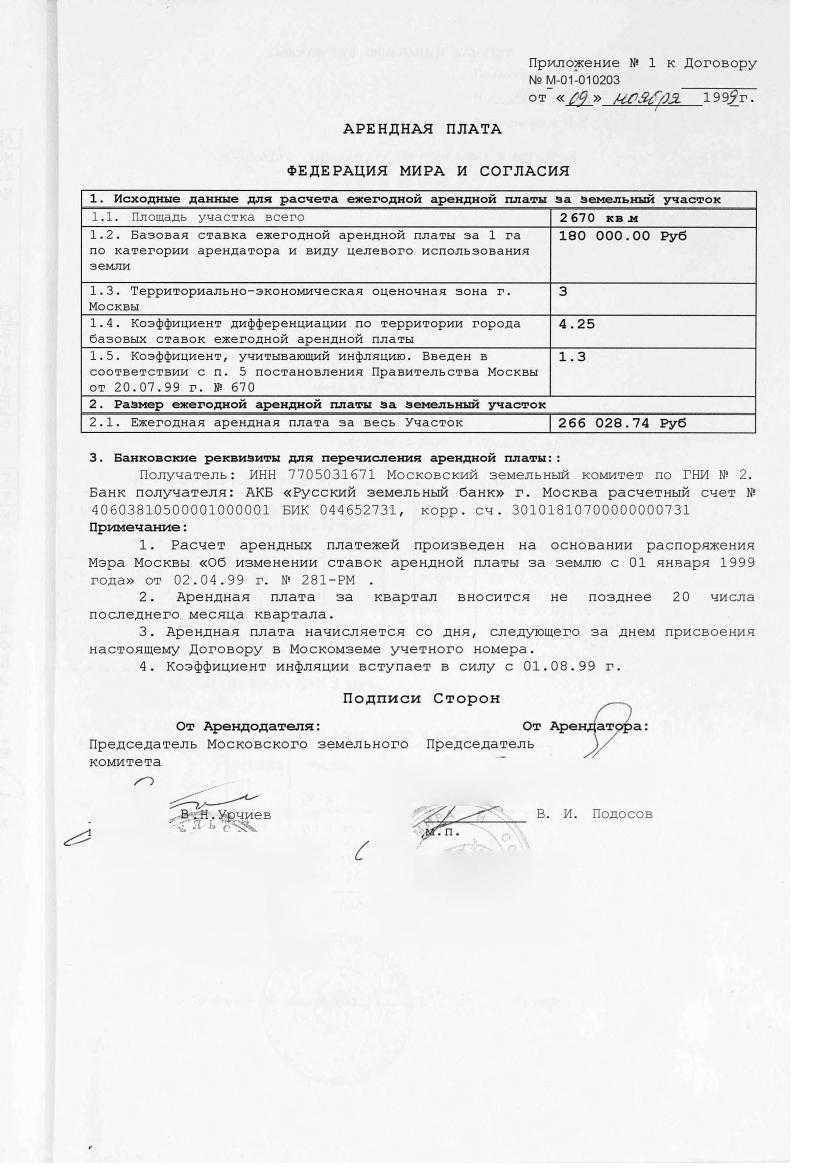 Приложение № 1 к Договору
№ М-01-010203
от «09» ноября 1999г.
АРЕНДНАЯ ПЛАТА
ФЕДЕРАЦИЯ МИРА И СОГЛАСИЯ
1. Исходные данные для расчета ежегодной арендной платы за земельный участок
1.1. Площадь участка всего 2670 кв.м
1.2. Базовая ставка ежегодной арендной платы за 1 га 180 000.00 Руб
по категории арендатора и виду целевого использования
земли
1.3. Территориально-экономическая оценочная зона г. 3
Москвы
1.4. Коэффициент дифференциации по территории города 4.25
базовых ставок ежегодной арендной платы
1.5. Коэффициент, учитывающий инфляцию. Введен в 1.3
соответствии с п. 5 постановления Правительства Москвы
от 20.07.99 г. № 670
2. Размер ежегодной арендной платы за земельный участок
2.1. Ежегодная арендная плата за весь Участок 266 028.74 Руб
3. Банковские реквизиты для перечисления арендной платы::
Получатель: ИНН 7705031671 Московский земельный комитет по ГНИ № 2.
Банк получателя: АКБ «Русский земельный банк» г. Москва расчетный счет №
40603810500001000001 БИК 044652731, корр. сч. 30101810700000000731
Примечание:
1. Расчет арендных платежей произведен на основании распоряжения
Мэра Москвы «Об изменении ставок арендной платы за землю с 01 января 1999
года» от 02.04.99 г. № 281-РМ .
2. Арендная плата за квартал вносится не позднее 20 числа
последнего месяца квартала.
3. Арендная плата начисляется со дня, следующего за днем присвоения
настоящему Договору в Москомземе учетного номера.
4. Коэффициент инфляции вступает в силу с 01.08.99 г.
Подписи Сторон
От Арендодателя: От Арендатора:
Председатель Московского земельного Председатель
комитета
В.Н.Урчиев В. И. Подосов
м.п.